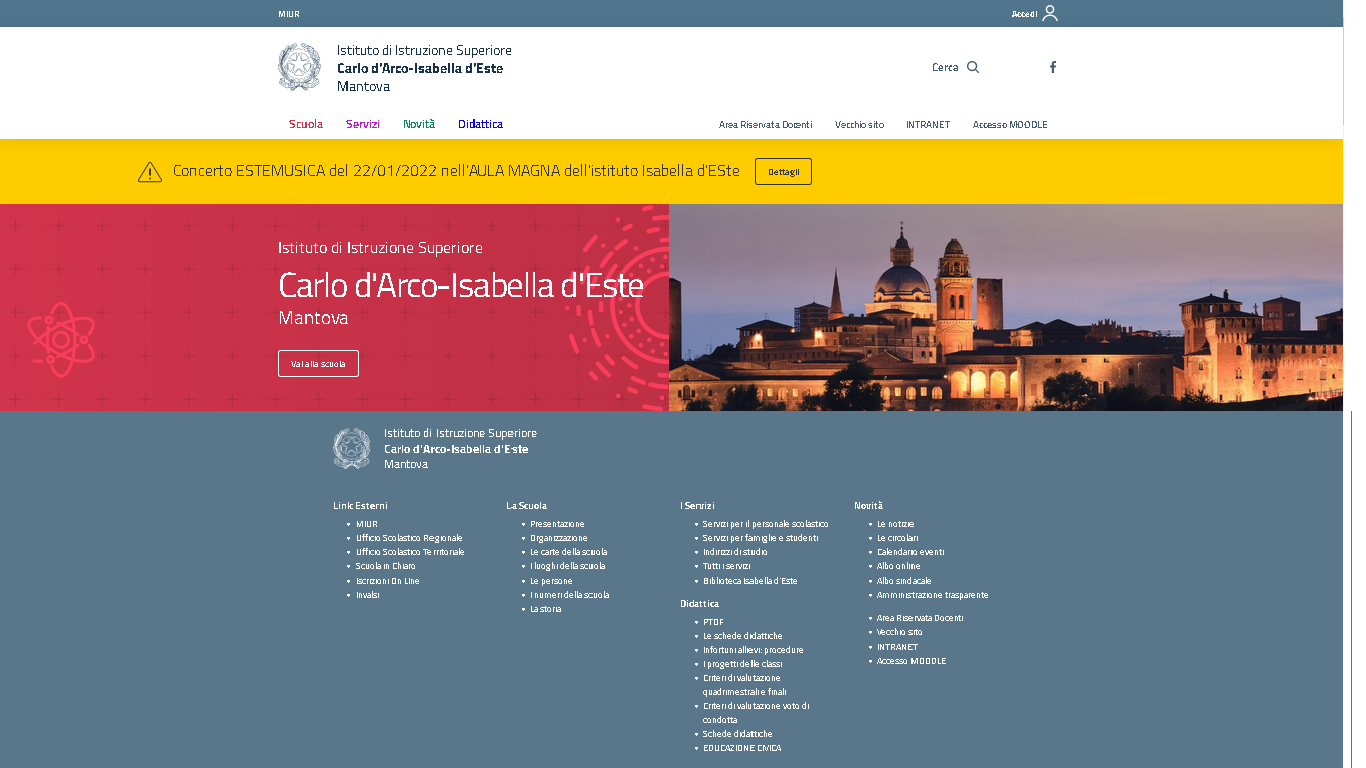 MIUR
Accedi
Istituto di Istruzione Superiore
Carlo d'Arco-Isabella d'Este
Mantova
Cerca
Scuola Servizi Novità Didattica
Area Riservata Docenti Vecchio sito INTRANET Accesso MOODLE
Concerto ESTEMUSICA del 22/01/2022 nell'AULA MAGNA dell'istituto Isabella d'ESte
Dettagli
Istituto di Istruzione Superiore
Carlo d'Arco-Isabella d'Este
Mantova
Vai alla scuola
Istituto di Istruzione Superiore
Carlo d'Arco-Isabella d'Este
Mantova
Link Esterni
MIUR
Ufficio Scolastico Regionale
Ufficio Scolastico Territoriale
Scuola in Chiaro
Iscrizioni On Line
Invalsi
La Scuola
Presentazione
Organizzazione
Le carte della scuola
I luoghi della scuola
Le persone
I numeri della scuola
La storia
I Servizi
Servizi per il personale scolastico
Servizi per famiglie e studenti
Indirizzi di studio
Tutti i servizi
Biblioteca Isabella d'Este
Didattica
PTOF
Le schede didattiche
Infortuni allievi: procedure
I progetti delle classi
Criteri di valutazione
quadrimestrali e finali
Criteri di valutazione voto di
condotta
Schede didattiche
EDUCAZIONE CIVICA
Novità
Le notizie
Le circolari
Calendario eventi
Albo online
Albo sindacale
Amministrazione trasparente
Area Riservata Docenti
Vecchio sito
INTRANET
Accesso MOODLE